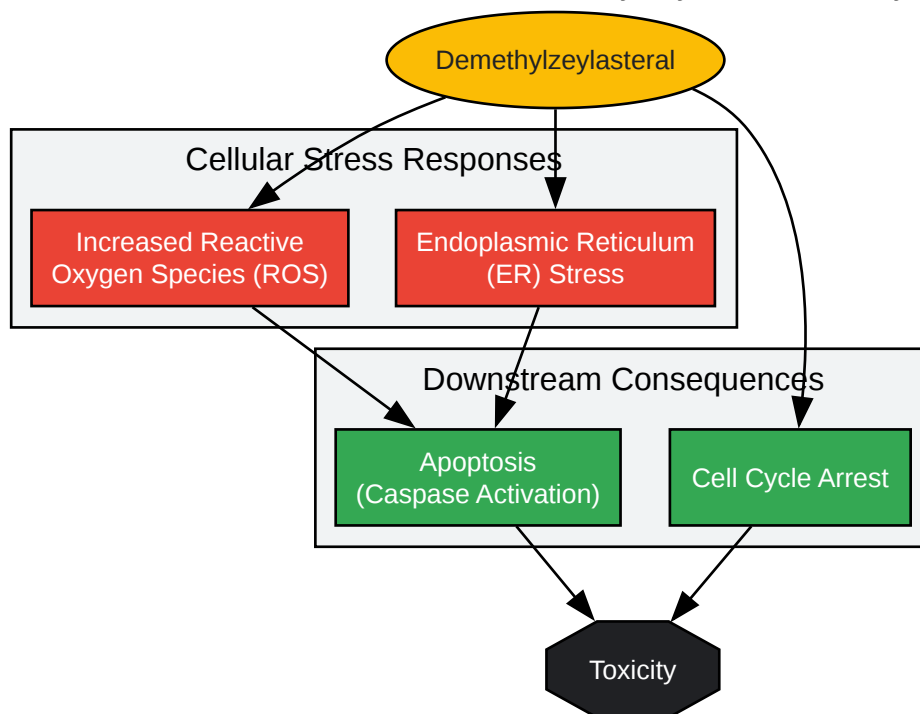 Demethylzeylasteral
Cellular Stress Responses
Increased Reactive
Oxygen Species (ROS)
Endoplasmic Reticulum
(ER) Stress
Downstream Consequences
Apoptosis
(Caspase Activation)
Cell Cycle Arrest
Toxicity